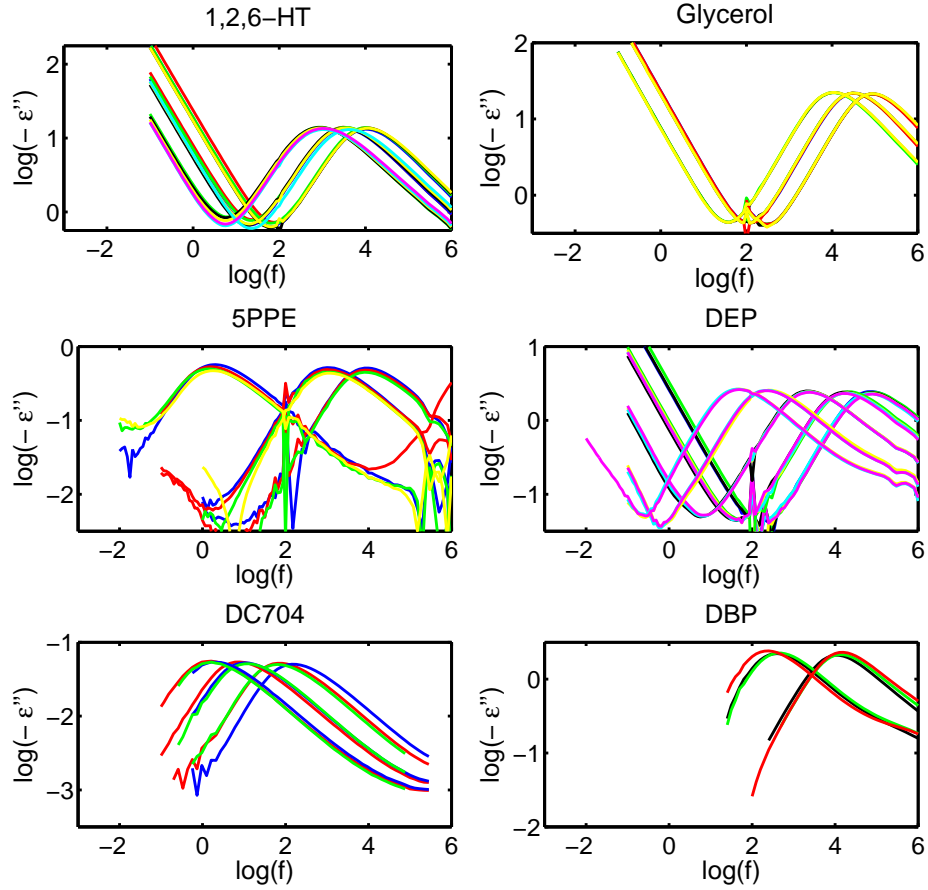 1,2,6−HT
Glycerol
log(− ε’’)
2
1
0
−2 0 2 4 6
log(f)
log(− ε’’)
2
1
0
−2 0 2 4 6
log(f)
5PPE
DEP
log(− ε’’)
0
−1
−2
−2 0 2 4 6
log(f)
log(− ε’’)
1
0
−1
−2 0 2 4 6
log(f)
DC704
DBP
log(− ε’’)
−1
−2
−3
−2 0 2 4 6
log(f)
log(− ε’’)
0
−1
−2
−2 0 2 4 6
log(f)